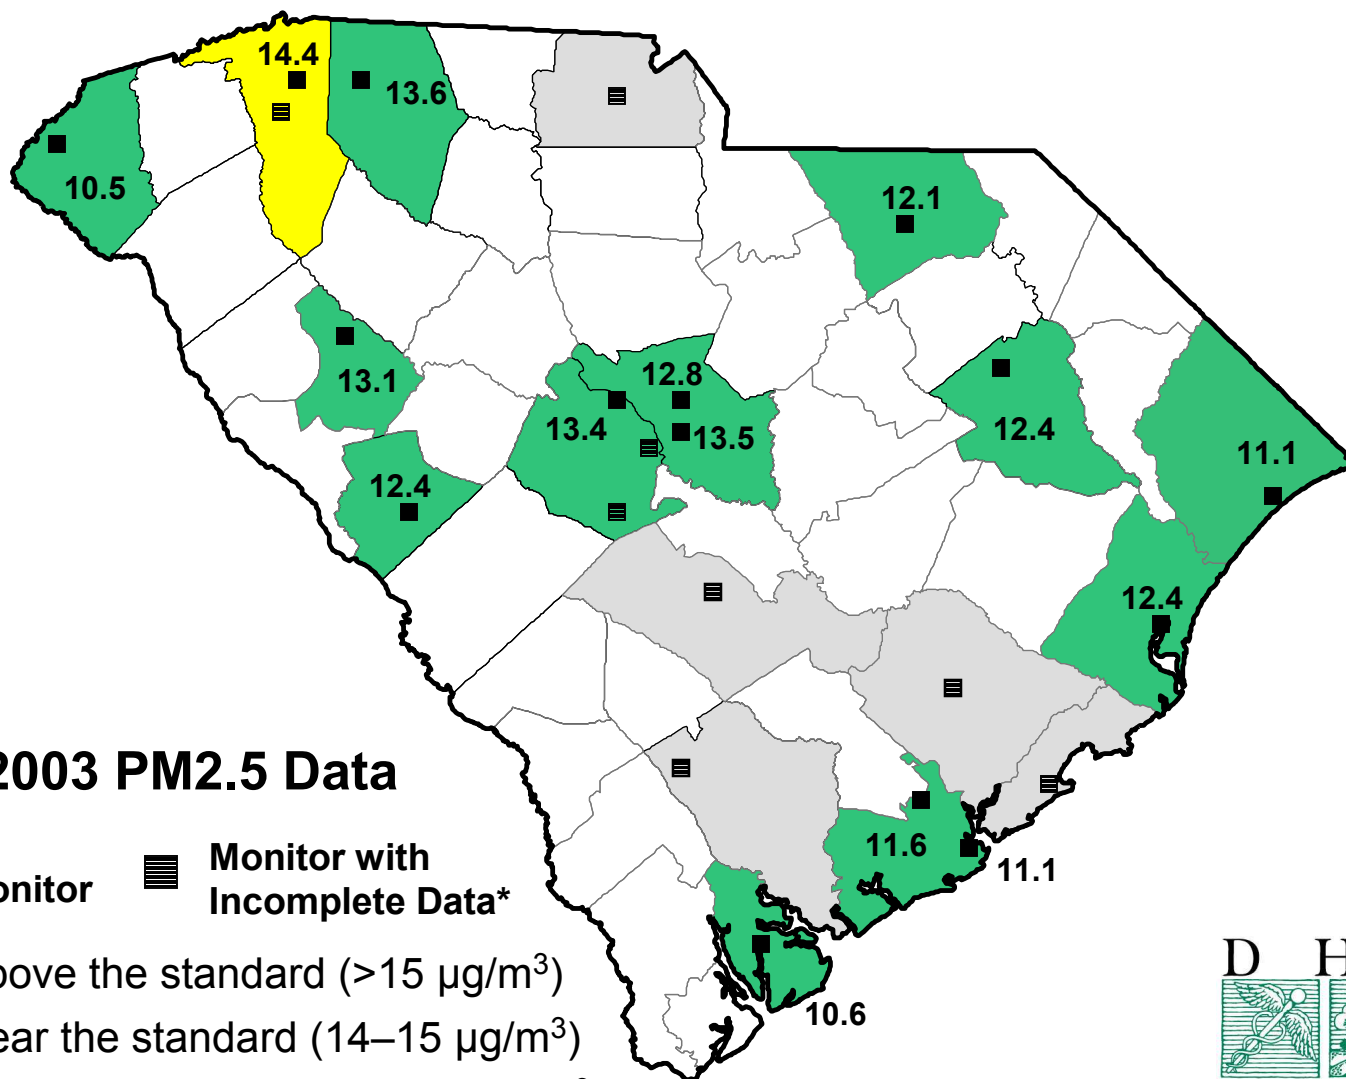 14.4
13.6
10.5
12.1
13.1
12.8
13.4
13.5
12.4
12.4
11.1
12.4
2003 PM2.5 Data
Monitor with
Incomplete Data*
onitor
11.6
11.1
bove the standard (>15 µg/m³)
ear the standard (14–15 µg/m³)
10.6
D H